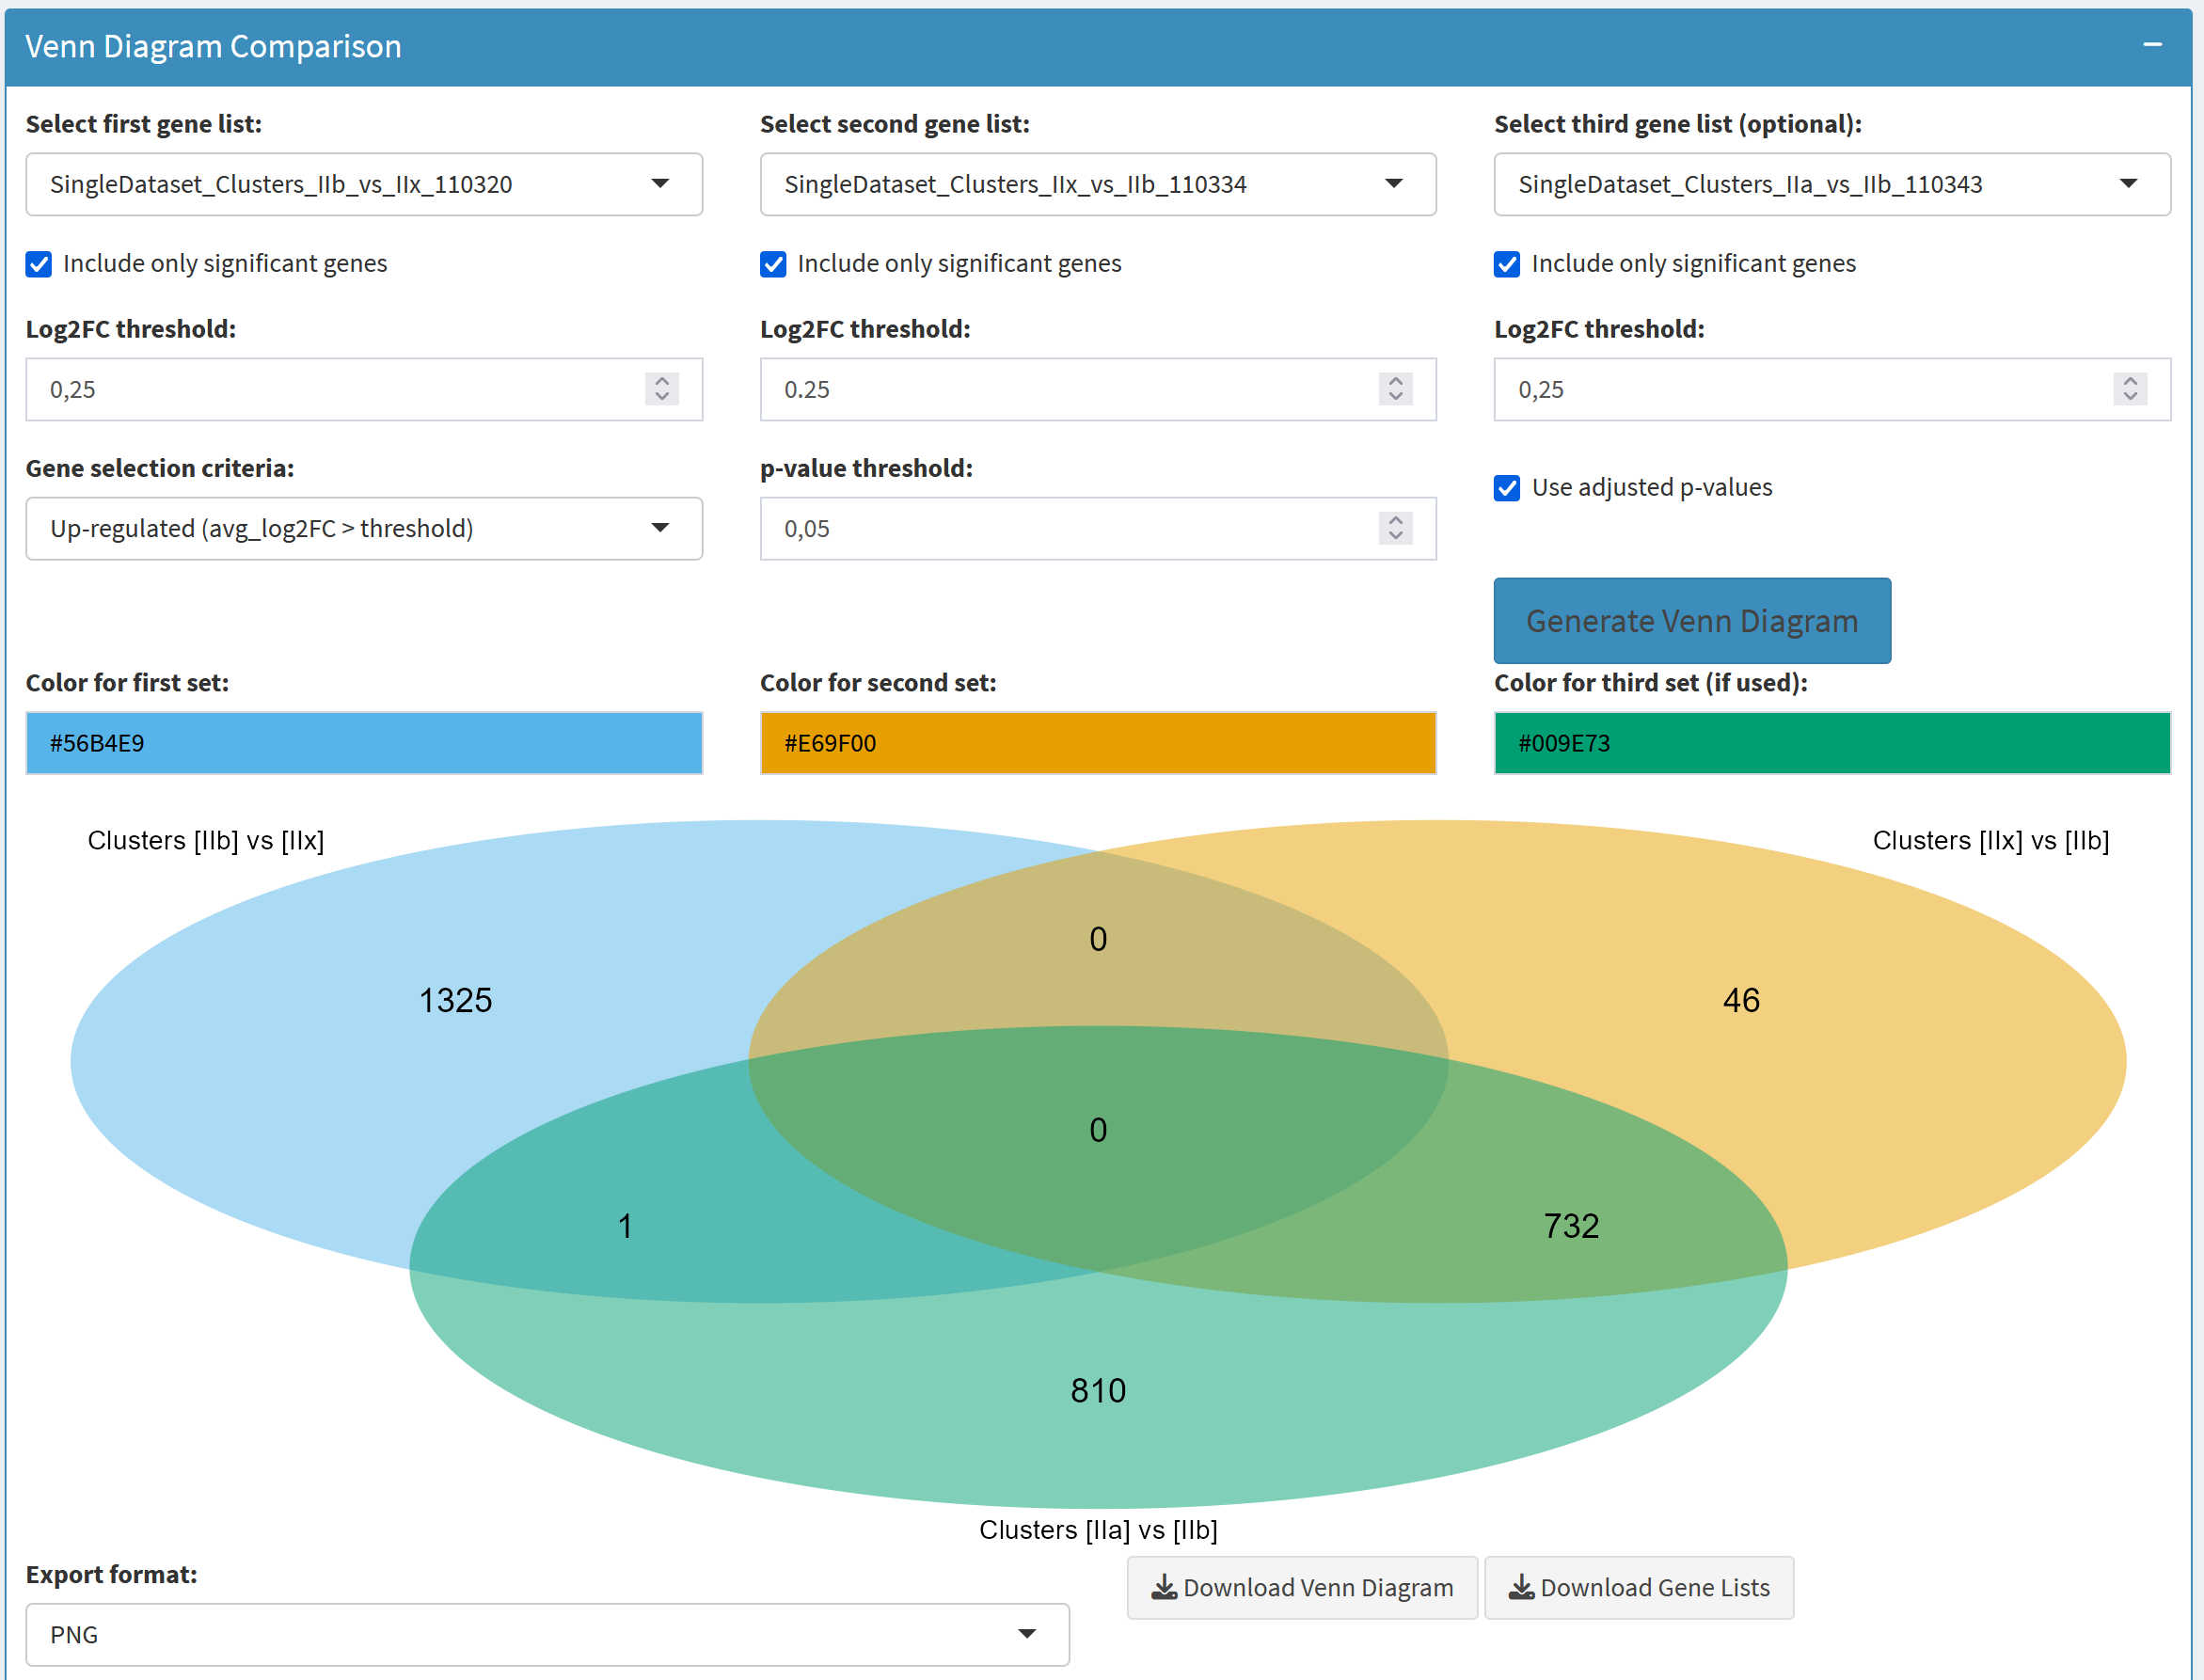 Venn Diagram Comparison
Select first gene list:
Select second gene list:
Select third gene list (optional):
SingleDataset_Clusters_IIb_vs_IIx_110320
SingleDataset_Clusters_IIx_vs_IIb_110334
SingleDataset_Clusters_IIa_vs_IIb_110343
Include only significant genes
Include only significant genes
Include only significant genes
Log2FC threshold:
Log2FC threshold:
Log2FC threshold:
0,25
0.25
0,25
Gene selection criteria:
p-value threshold:
Use adjusted p-values
Up-regulated (avg_log2FC > threshold)
0,05
Generate Venn Diagram
Color for first set:
Color for second set:
Color for third set (if used):
#56B4E9
#E69F00
#009E73
Clusters [IIb] vs [IIx]
Clusters [IIx] vs [IIb]
0
1325
46
0
1
732
810
Clusters [IIa] vs [IIb]
Export format:
Download Venn Diagram
Download Gene Lists
PNG